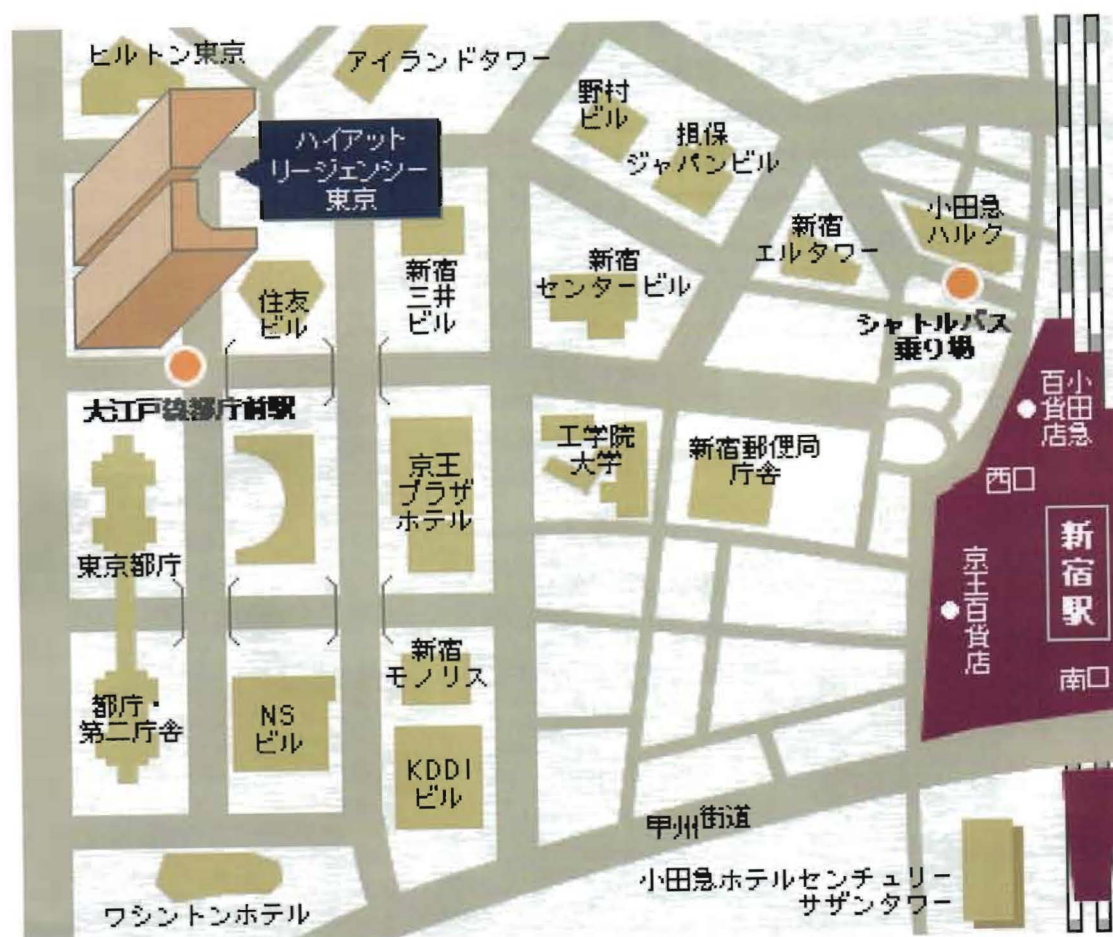 ヒルトン東京
アイランドタワー
ハイアット
リージェンシー
東京
野村
ビル
損保
ジャパンビル
小田急
ハルク
新宿
エルタワー
新宿
三井
ビル
新宿
センタービル
住友
ビル
シャトルバス
乗り場
大江戸線都庁前駅
小田急
百貨店
京王
プラザ
ホテル
工学院
大学
新宿郵便局
庁舎
西口
新宿駅
東京都庁
京王百貨店
新宿
モノリス
南口
都庁・
第二庁舎
NS
ビル
KDDI
ビル
甲州街道
小田急ホテルセンチュリー
サザンタワー
ワシントンホテル